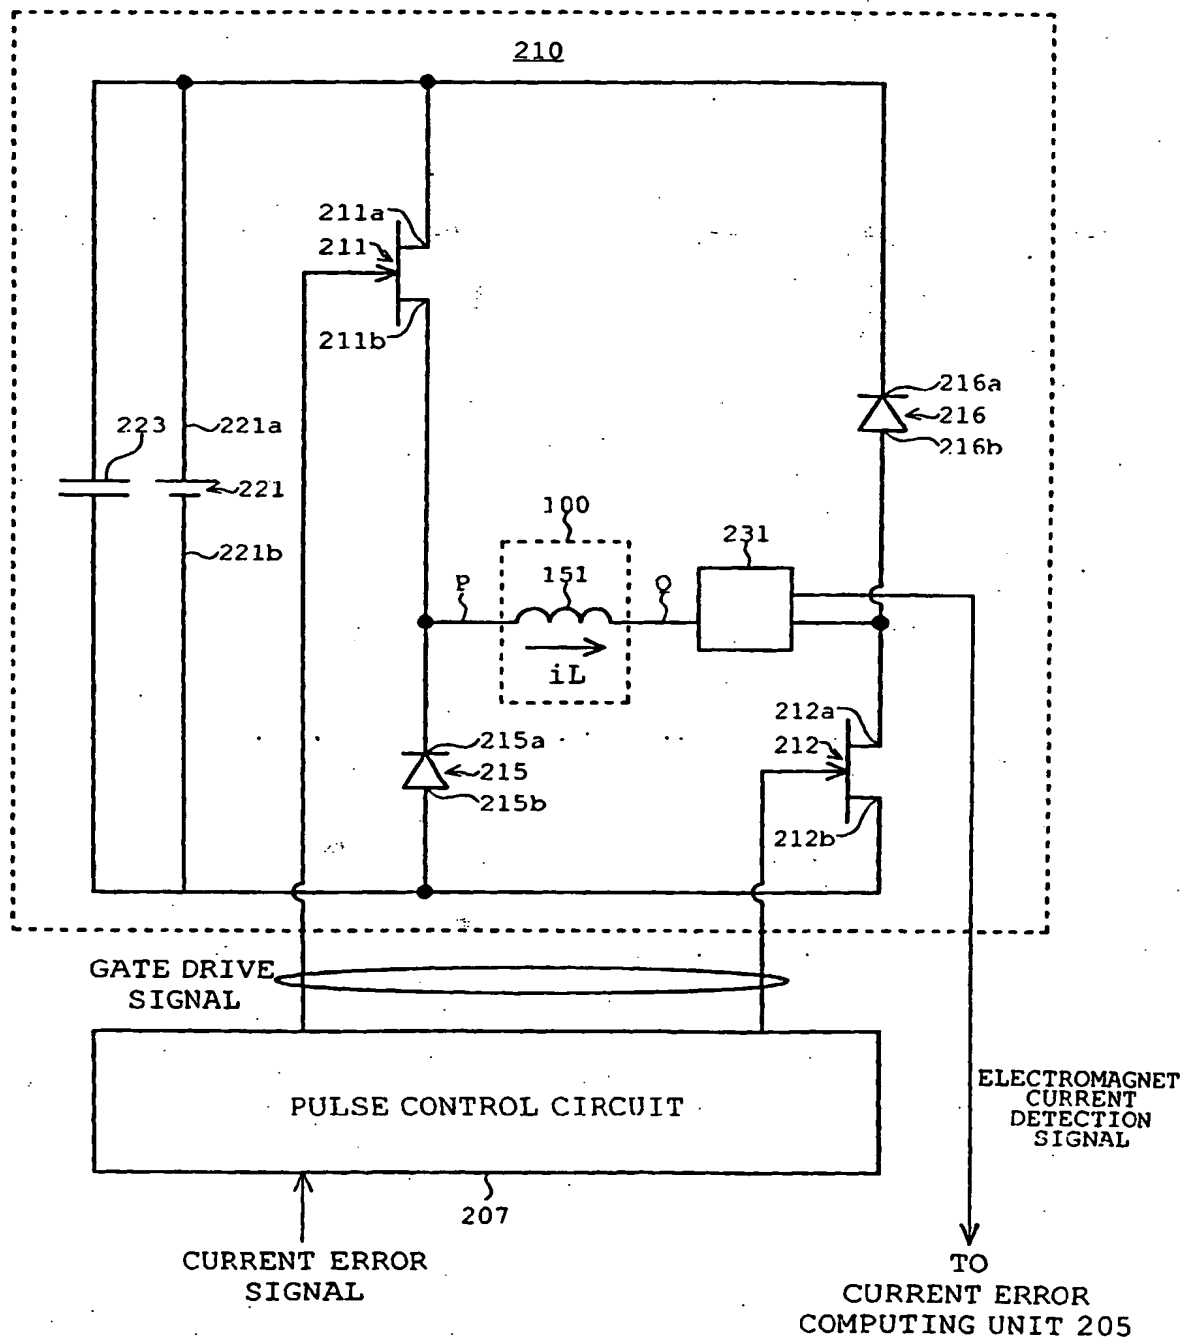 210
211a
211
211b
216a
216
216b
223
221a
221
221b
100
231
151
P
Q
iL
212a
212
212b
215a
215
215b
GATE DRIVE
SIGNAL
PULSE CONTROL CIRCUIT
ELECTROMAGNET
CURRENT
DETECTION
SIGNAL
207
CURRENT ERROR
SIGNAL
TO
CURRENT ERROR
COMPUTING UNIT 205